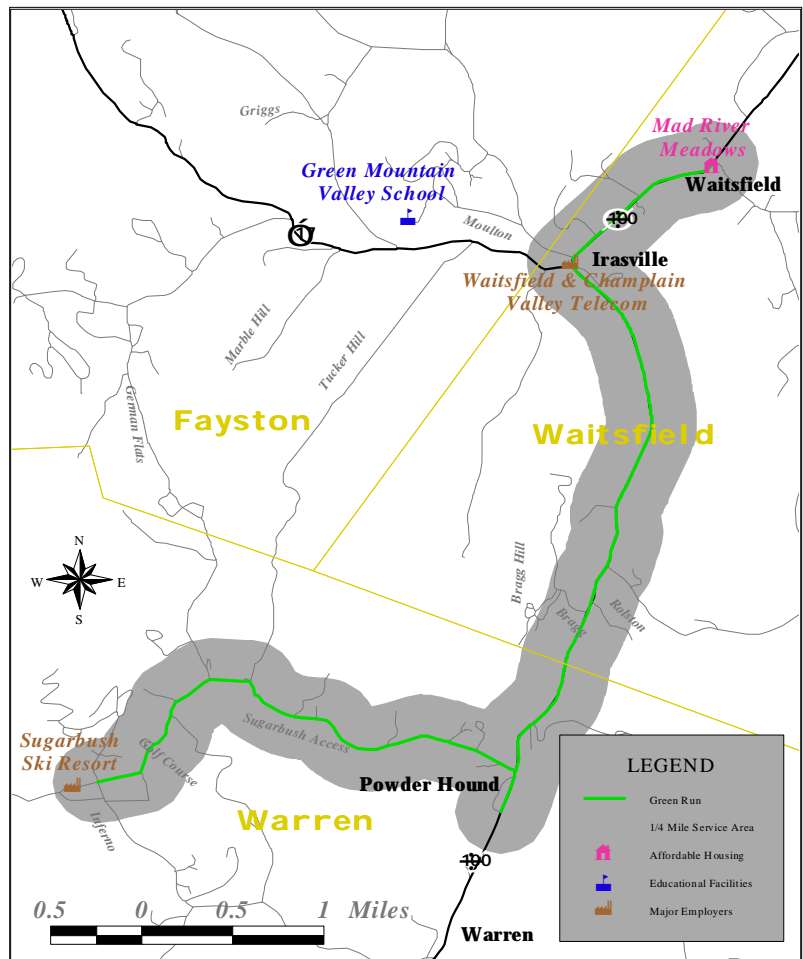 Griggs
Mad River
Meadows
Green Mountain
Valley School
Waitsfield
100
Moulton
Irasville
Waitsfield & Champlain
Valley Telecom
Marble Hill
Tucker Hill
German Flats
Fayston
Waitsfield
N
W
E
S
Bragg Hill
Bragg
Rolston
Sugarbush
Ski Resort
Golf Course
Sugarbush Access
Inferno
Powder Hound
Warren
100
Warren
LEGEND
Green Run
1/4 Mile Service Area
Affordable Housing
Educational Facilities
Major Employers
0.5
0
0.5
1
Miles